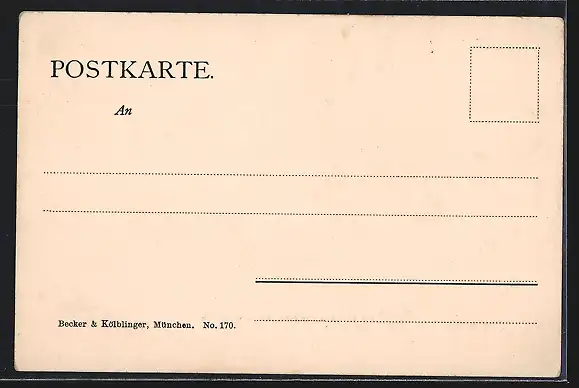 POSTKARTE.
An
Becker & Kölblinger, München. No. 170.